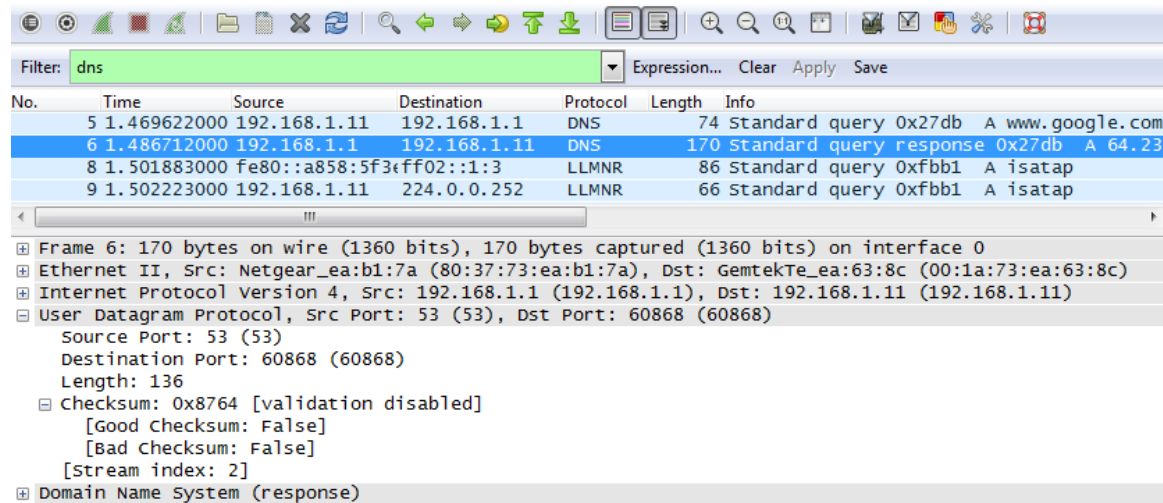 Filter: dns Expression... Clear Apply Save
No. Time Source Destination Protocol Length Info
5 1.469622000 192.168.1.11 192.168.1.1 DNS 74 Standard query 0x27db A www.google.com
6 1.486712000 192.168.1.1 192.168.1.11 DNS 170 Standard query response 0x27db A 64.23
8 1.501883000 fe80::a858:5f3 ff02::1:3 LLMNR 86 Standard query 0xfbb1 A isatap
9 1.502223000 192.168.1.11 224.0.0.252 LLMNR 66 Standard query 0xfbb1 A isatap
Frame 6: 170 bytes on wire (1360 bits), 170 bytes captured (1360 bits) on interface 0
Ethernet II, Src: Netgear_ea:b1:7a (80:37:73:ea:b1:7a), Dst: GemtekTe_ea:63:8c (00:1a:73:ea:63:8c)
Internet Protocol Version 4, Src: 192.168.1.1 (192.168.1.1), Dst: 192.168.1.11 (192.168.1.11)
User Datagram Protocol, Src Port: 53 (53), Dst Port: 60868 (60868)
Source Port: 53 (53)
Destination Port: 60868 (60868)
Length: 136
Checksum: 0x8764 [validation disabled]
[Good Checksum: False]
[Bad Checksum: False]
[Stream index: 2]
Domain Name System (response)